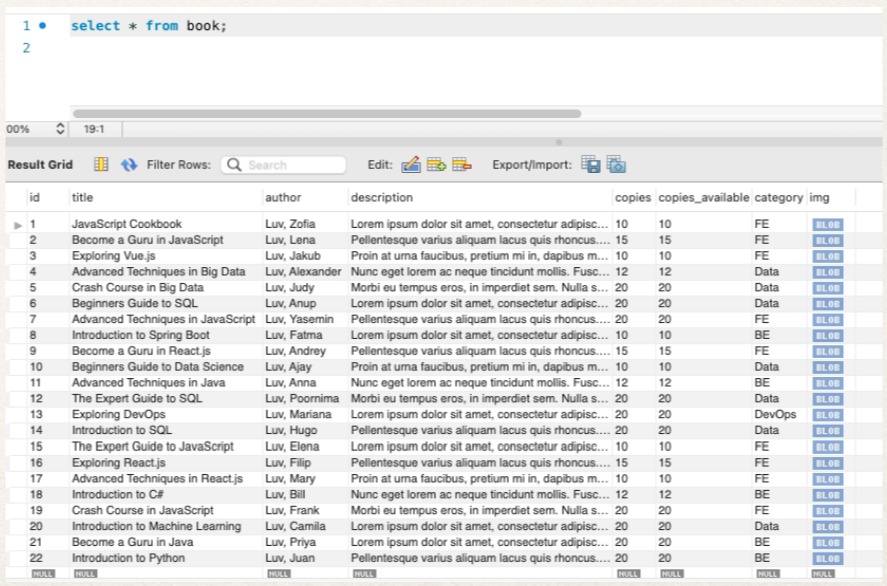 1 select * from book;
2
00% 19:1
Result Grid Filter Rows: Search Edit: Export/Import:
id title author description copies copies_available category img
1 JavaScript Cookbook Luv, Zofia Lorem ipsum dolor sit amet, consectetur adipisc... 10 10 FE BLOB
2 Become a Guru in JavaScript Luv, Lena Pellentesque varius aliquam lacus quis rhoncus.... 15 15 FE BLOB
3 Exploring Vue.js Luv, Jakub Proin at urna faucibus, pretium mi in, dapibus m... 10 10 FE BLOB
4 Advanced Techniques in Big Data Luv, Alexander Nunc eget lorem ac neque tincidunt mollis. Fusc... 12 12 Data BLOB
5 Crash Course in Big Data Luv, Judy Morbi eu tempus eros, in imperdiet sem. Nulla s... 20 20 Data BLOB
6 Beginners Guide to SQL Luv, Anup Lorem ipsum dolor sit amet, consectetur adipisc... 20 20 Data BLOB
7 Advanced Techniques in JavaScript Luv, Yasemin Pellentesque varius aliquam lacus quis rhoncus.... 20 20 FE BLOB
8 Introduction to Spring Boot Luv, Fatma Lorem ipsum dolor sit amet, consectetur adipisc... 10 10 BE BLOB
9 Become a Guru in React.js Luv, Andrey Pellentesque varius aliquam lacus quis rhoncus.... 15 15 FE BLOB
10 Beginners Guide to Data Science Luv, Ajay Proin at urna faucibus, pretium mi in, dapibus m... 10 10 Data BLOB
11 Advanced Techniques in Java Luv, Anna Nunc eget lorem ac neque tincidunt mollis. Fusc... 12 12 BE BLOB
12 The Expert Guide to SQL Luv, Poornima Morbi eu tempus eros, in imperdiet sem. Nulla s... 20 20 Data BLOB
13 Exploring DevOps Luv, Mariana Lorem ipsum dolor sit amet, consectetur adipisc... 20 20 DevOps BLOB
14 Introduction to SQL Luv, Hugo Pellentesque varius aliquam lacus quis rhoncus.... 20 20 Data BLOB
15 The Expert Guide to JavaScript Luv, Elena Lorem ipsum dolor sit amet, consectetur adipisc... 10 10 FE BLOB
16 Exploring React.js Luv, Filip Pellentesque varius aliquam lacus quis rhoncus.... 15 15 FE BLOB
17 Advanced Techniques in React.js Luv, Mary Proin at urna faucibus, pretium mi in, dapibus m... 10 10 FE BLOB
18 Introduction to C# Luv, Bill Nunc eget lorem ac neque tincidunt mollis. Fusc... 12 12 BE BLOB
19 Crash Course in JavaScript Luv, Frank Morbi eu tempus eros, in imperdiet sem. Nulla s... 20 20 FE BLOB
20 Introduction to Machine Learning Luv, Camila Lorem ipsum dolor sit amet, consectetur adipisc... 20 20 Data BLOB
21 Become a Guru in Java Luv, Priya Lorem ipsum dolor sit amet, consectetur adipisc... 20 20 BE BLOB
22 Introduction to Python Luv, Juan Pellentesque varius aliquam lacus quis rhoncus.... 20 20 BE BLOB
NULL NULL NULL NULL NULL NULL NULL NULL